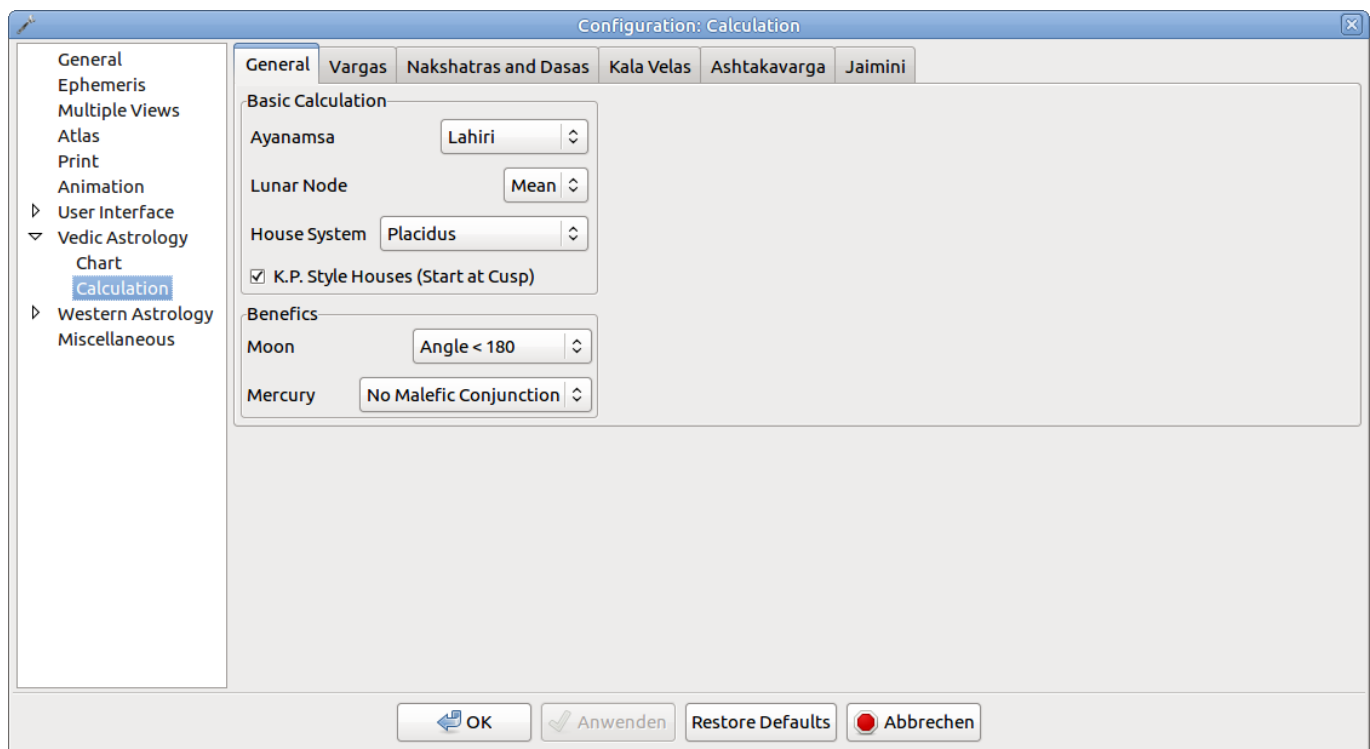 Configuration: Calculation
General
Ephemeris
Multiple Views
Atlas
Print
Animation
User Interface
Vedic Astrology
Chart
Calculation
Western Astrology
Miscellaneous
General Vargas Nakshatras and Dasas Kala Velas Ashtakavarga Jaimini
Basic Calculation
Ayanamsa Lahiri
Lunar Node Mean
House System Placidus
K.P. Style Houses (Start at Cusp)
Benefics
Moon Angle < 180
Mercury No Malefic Conjunction
OK Anwenden Restore Defaults Abbrechen